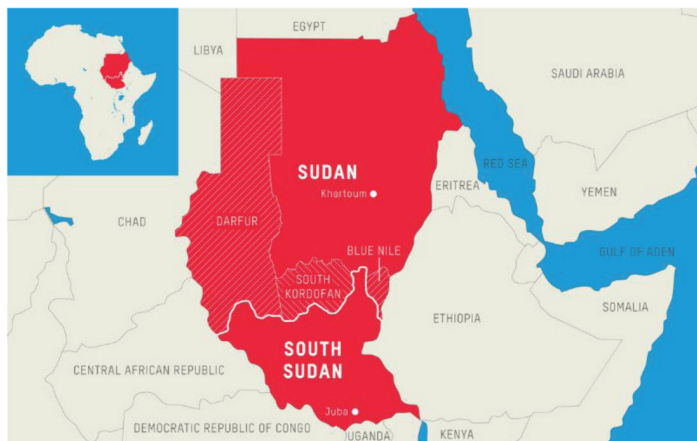 EGYPT
LIBYA
SAUDI ARABIA
SUDAN
RED SEA
Khartoum
ERITREA
YEMEN
CHAD
DARFUR
BLUE NILE
GULF OF ADEN
SOUTH
KORDOFAN
SOMALIA
ETHIOPIA
SOUTH
SUDAN
CENTRAL AFRICAN REPUBLIC
Juba
DEMOCRATIC REPUBLIC OF CONGO
UGANDA
KENYA